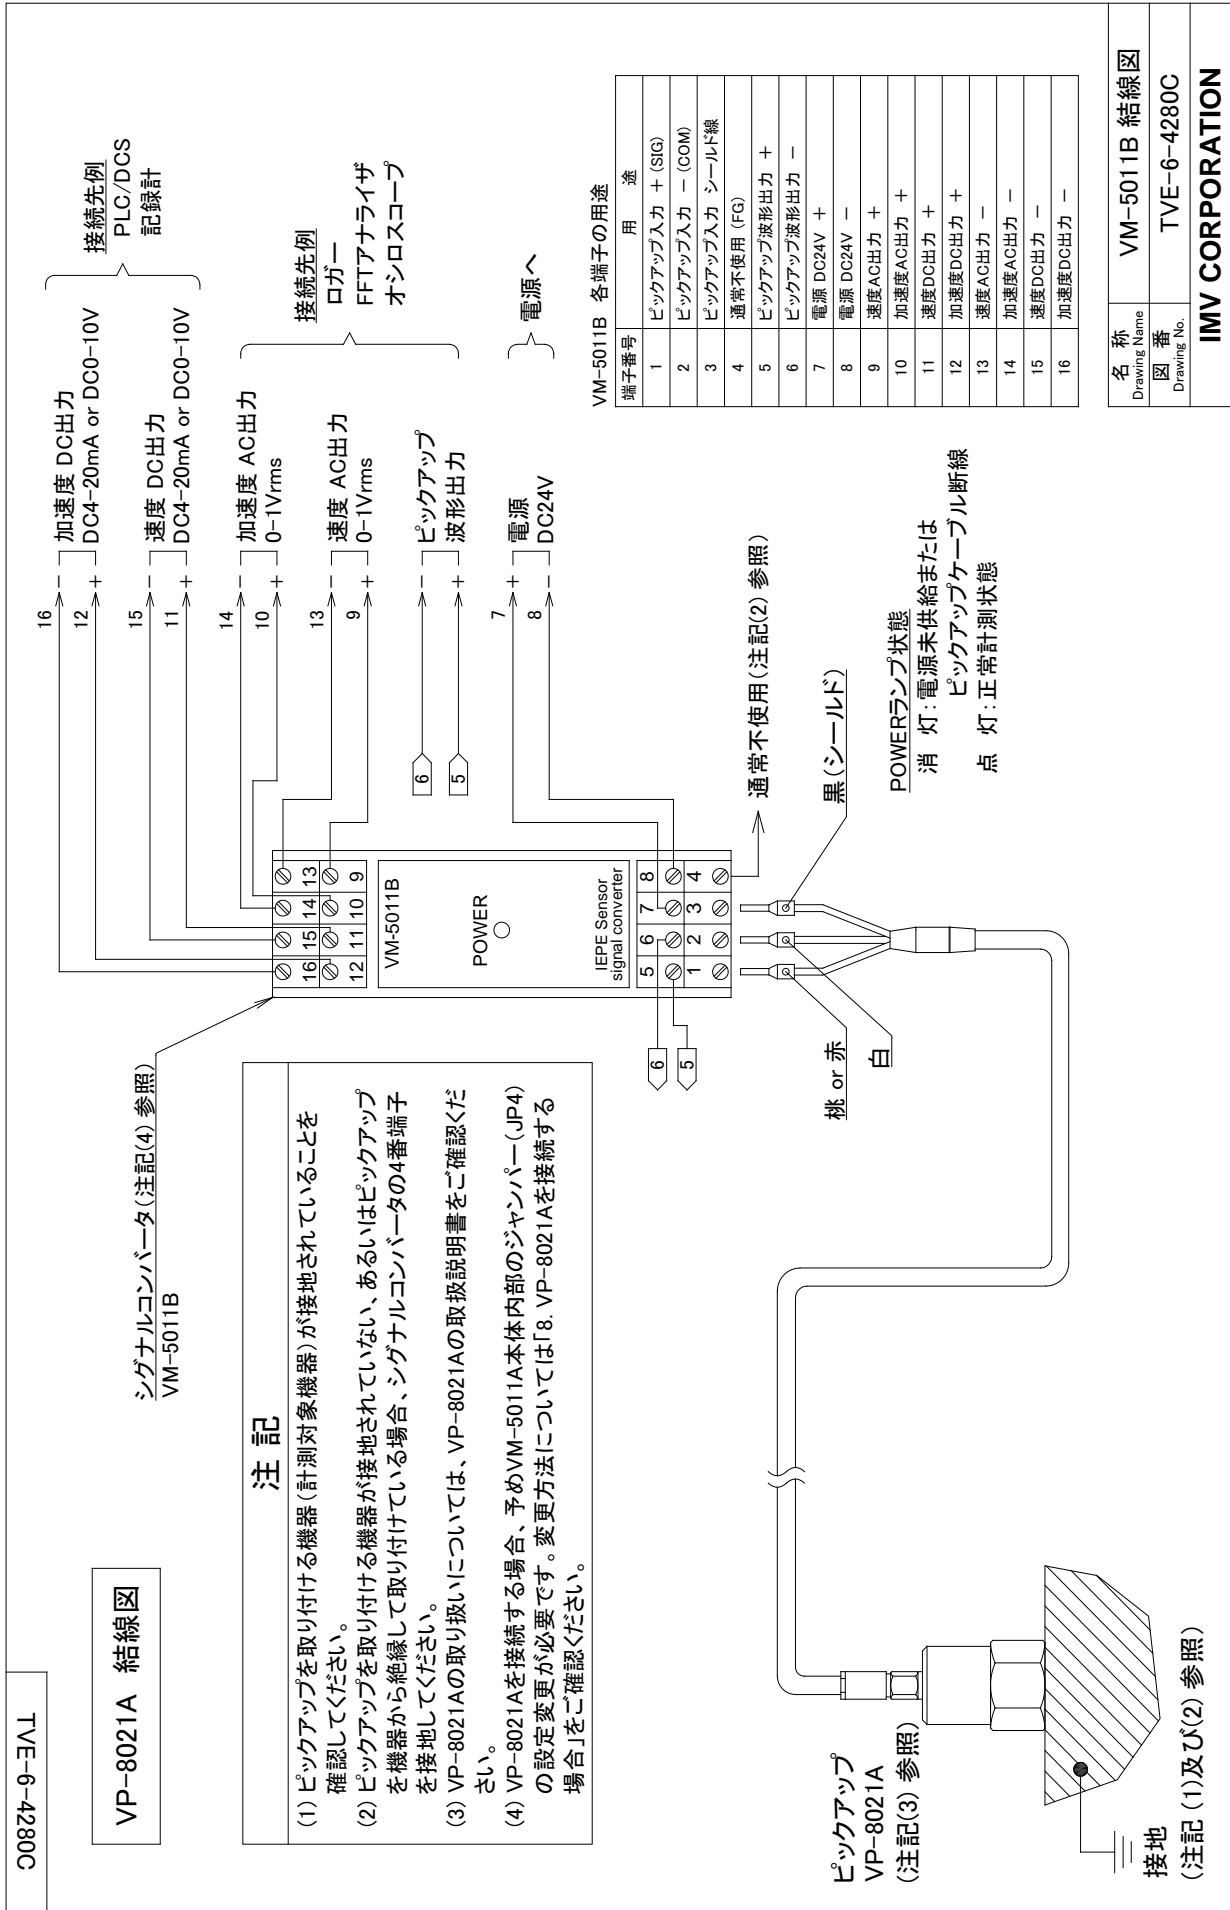 TVE-6-4280C
VP-8021A 結線図
シグナルコンバータ(注記(4) 参照)
VM-5011B
注 記
(1) ピックアップを取り付ける機器(計測対象機器)が接地されていることを
確認してください。
(2) ピックアップを取り付ける機器が接地されていない、あるいはピックアップ
を機器から絶縁して取り付けている場合、シグナルコンバータの4番端子
を接地してください。
(3) VP-8021Aの取り扱いについては、VP-8021Aの取扱説明書をご確認くだ
さい。
(4) VP-8021Aを接続する場合、予めVM-5011A本体内部のジャンパー(JP4)
の設定変更が必要です。変更方法については「8. VP-8021Aを接続する
場合」をご確認ください。
16
12
15
11
14
10
13
9
6
5
7
8
－ 加速度 DC出力
＋ DC4-20mA or DC0-10V
－ 速度 DC出力
＋ DC4-20mA or DC0-10V
－ 加速度 AC出力
＋ 0-1Vrms
－ 速度 AC出力
＋ 0-1Vrms
－ ピックアップ
＋ 波形出力
＋ 電源
－ DC24V
接続先例
PLC/DCS
記録計
接続先例
ロガー
FFTアナライザ
オシロスコープ
電源へ
16 15 14 13
12 11 10 9
VM-5011B
POWER
IEPE Sensor
signal converter
5 6 7 8
1 2 3 4
6
5
通常不使用(注記(2) 参照)
黒(シールド)
桃 or 赤
白
POWERランプ状態
消 灯:電源未供給または
ピックアップケーブル断線
点 灯:正常計測状態
ピックアップ
VP-8021A
(注記(3) 参照)
接地
(注記 (1)及び(2) 参照)
VM-5011B 各端子の用途
端子番号 用 途
1 ピックアップ入力 ＋ (SIG)
2 ピックアップ入力 － (COM)
3 ピックアップ入力 シールド線
4 通常不使用 (FG)
5 ピックアップ波形出力 ＋
6 ピックアップ波形出力 －
7 電源 DC24V ＋
8 電源 DC24V －
9 速度AC出力 ＋
10 加速度AC出力 ＋
11 速度DC出力 ＋
12 加速度DC出力 ＋
13 速度AC出力 －
14 加速度AC出力 －
15 速度DC出力 －
16 加速度DC出力 －
名 称
Drawing Name
VM-5011B 結線図
図 番
Drawing No.
TVE-6-4280C
IMV CORPORATION